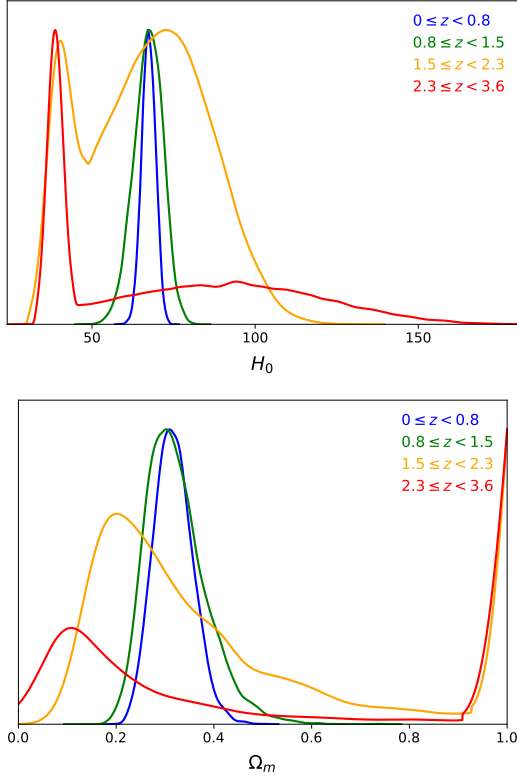 0 ≤ z < 0.8
0.8 ≤ z < 1.5
1.5 ≤ z < 2.3
2.3 ≤ z < 3.6
50 100 150
H₀
0 ≤ z < 0.8
0.8 ≤ z < 1.5
1.5 ≤ z < 2.3
2.3 ≤ z < 3.6
0.0 0.2 0.4 0.6 0.8 1.0
Ωₘ